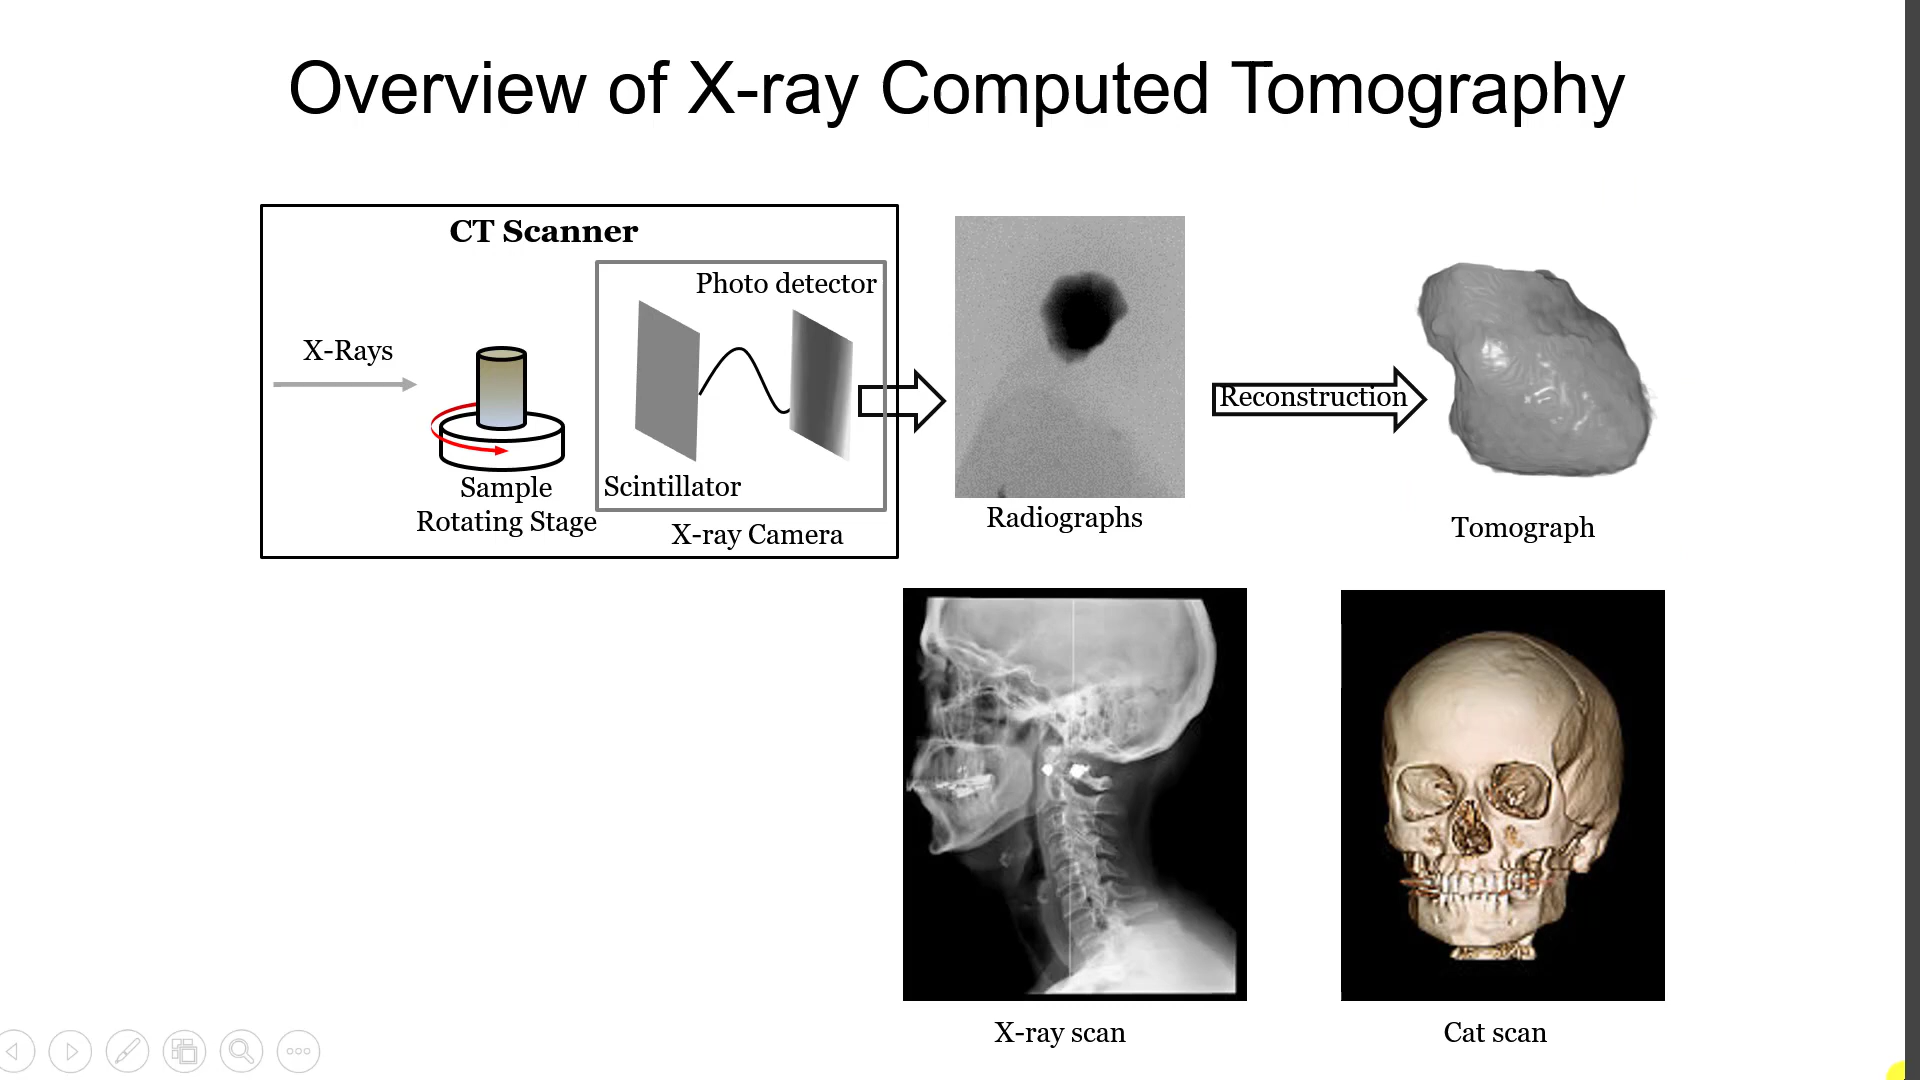 Overview of X-ray Computed Tomography
CT Scanner
Photo detector
X-Rays
Sample
Rotating Stage
Scintillator
X-ray Camera
Radiographs
Reconstruction
Tomograph
X-ray scan
Cat scan